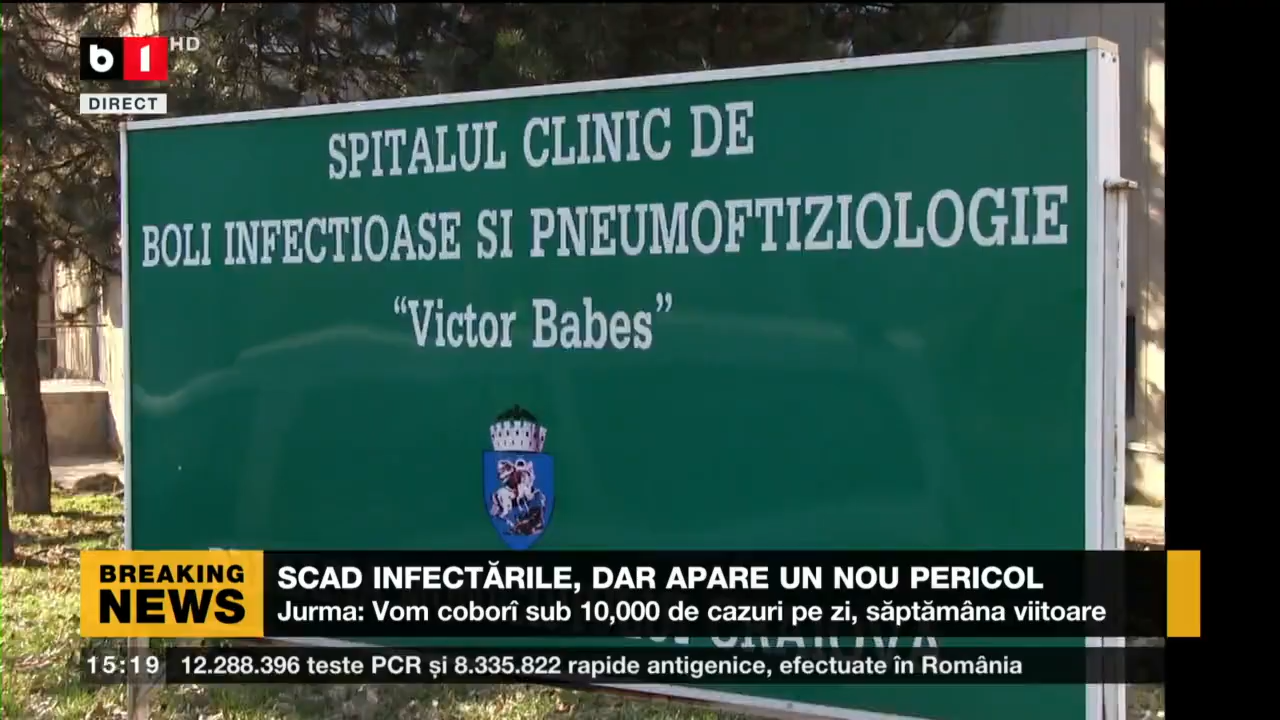 b1 HD
DIRECT
SPITALUL CLINIC DE
BOLI INFECTIOASE SI PNEUMOFTIZIOLOGIE
“Victor Babes”
BREAKING
NEWS
SCAD INFECTĂRILE, DAR APARE UN NOU PERICOL
Jurma: Vom coborî sub 10,000 de cazuri pe zi, săptămâna viitoare
15:19 12.288.396 teste PCR și 8.335.822 rapide antigenice, efectuate în România